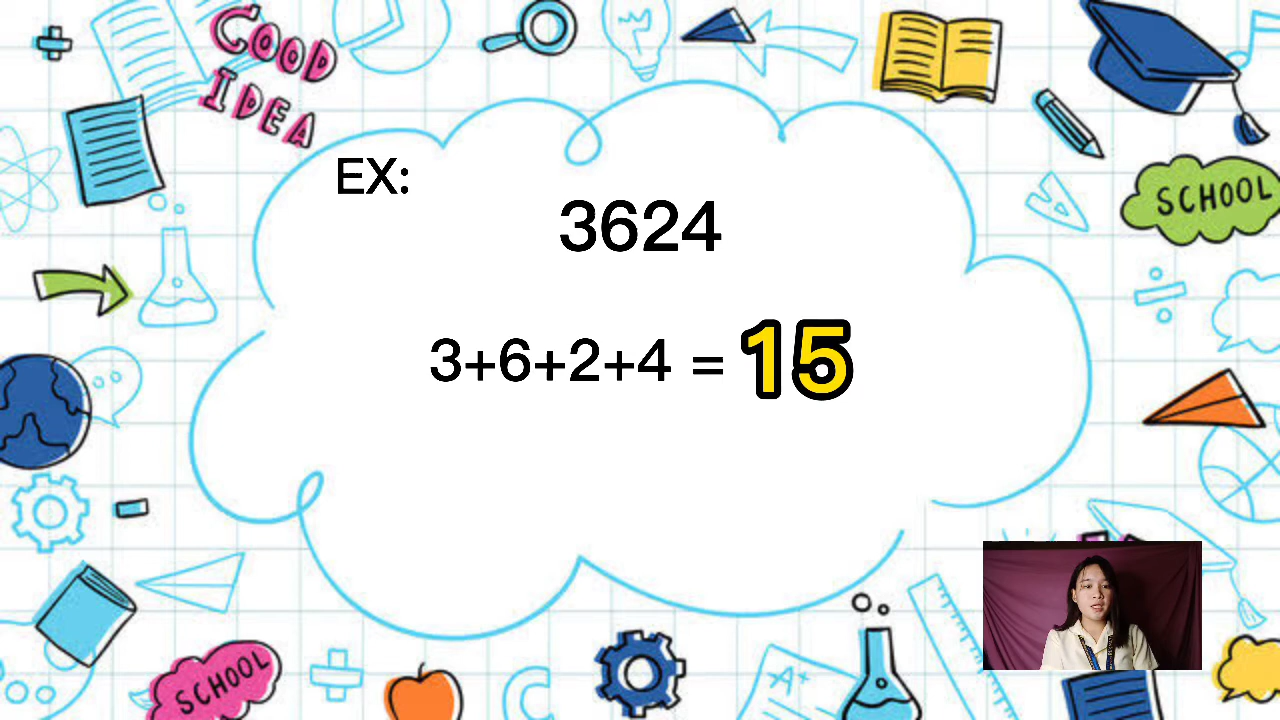 GOOD
IDEA
EX:
3624
SCHOOL
3+6+2+4 = 15
SCHOOL
A+